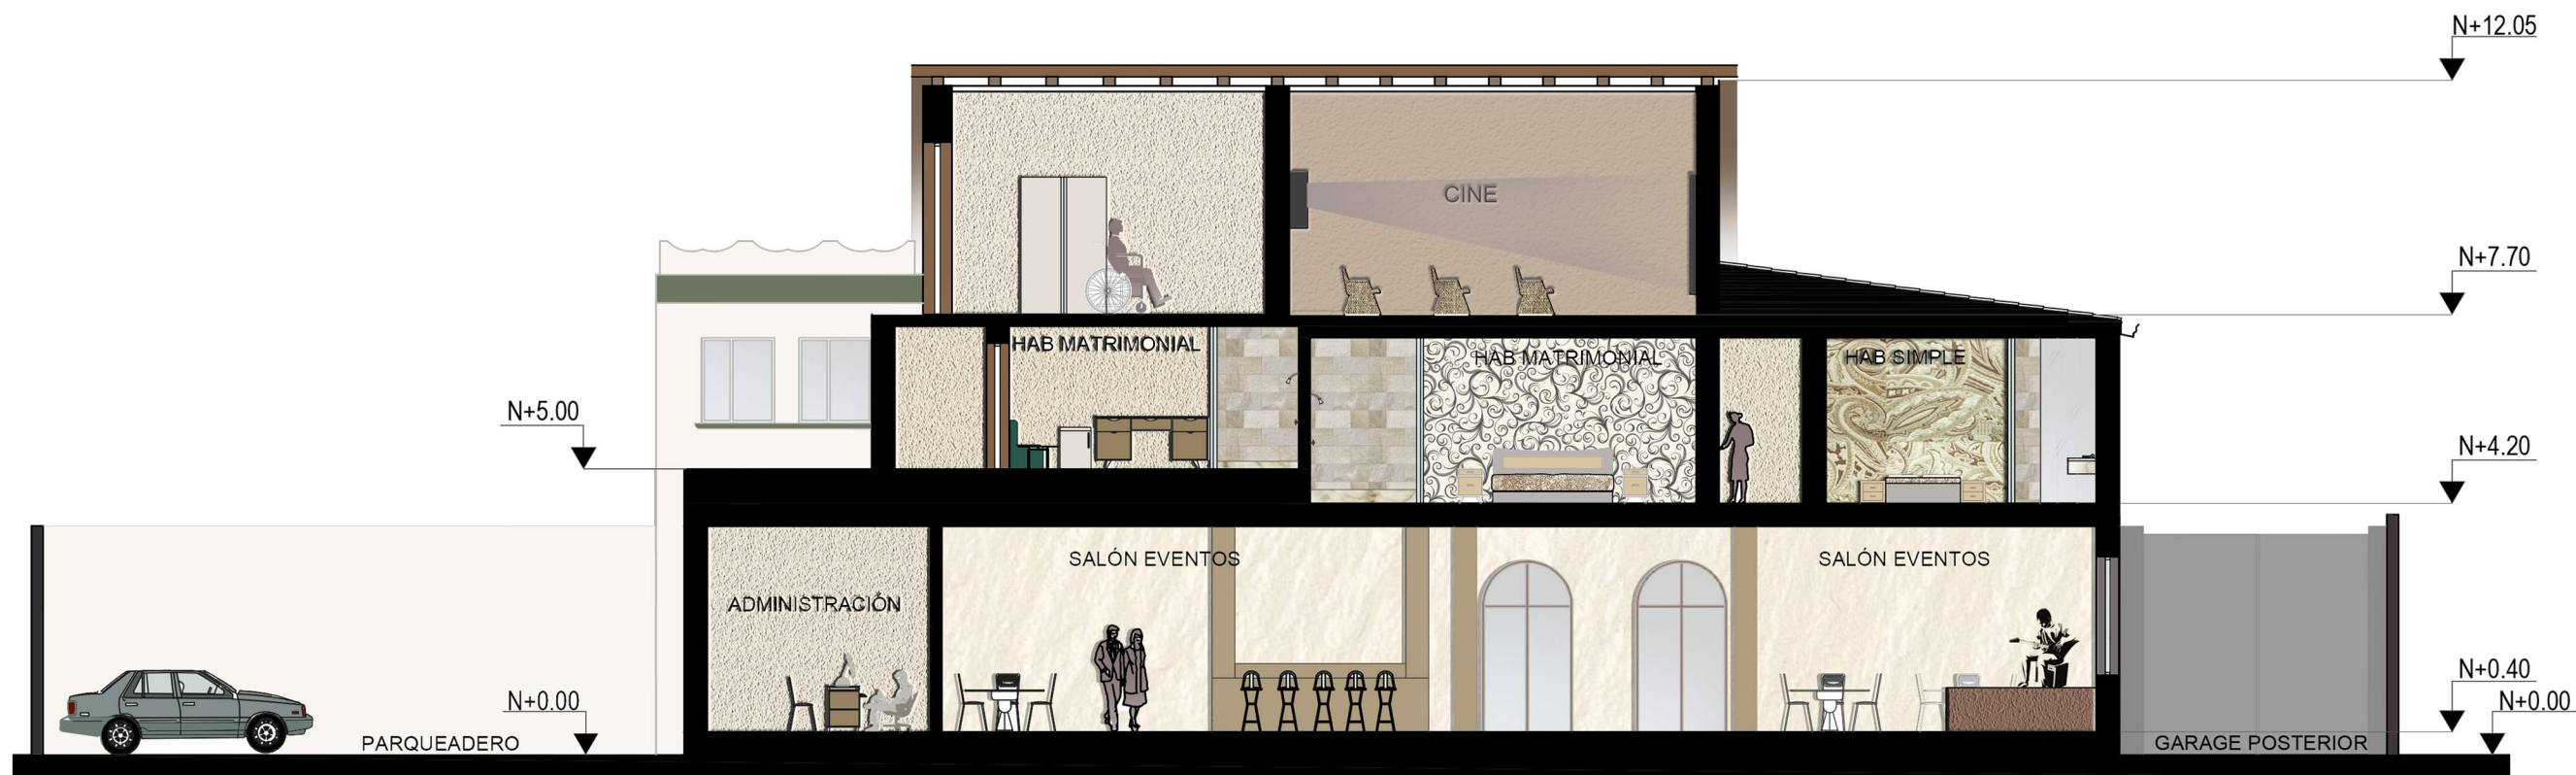 N+12.05
CINE
N+7.70
HAB MATRIMONIAL
HAB MATRIMONIAL
HAB SIMPLE
N+5.00
N+4.20
SALÓN EVENTOS
SALÓN EVENTOS
ADMINISTRACIÓN
N+0.40
N+0.00
N+0.00
PARQUEADERO
GARAGE POSTERIOR